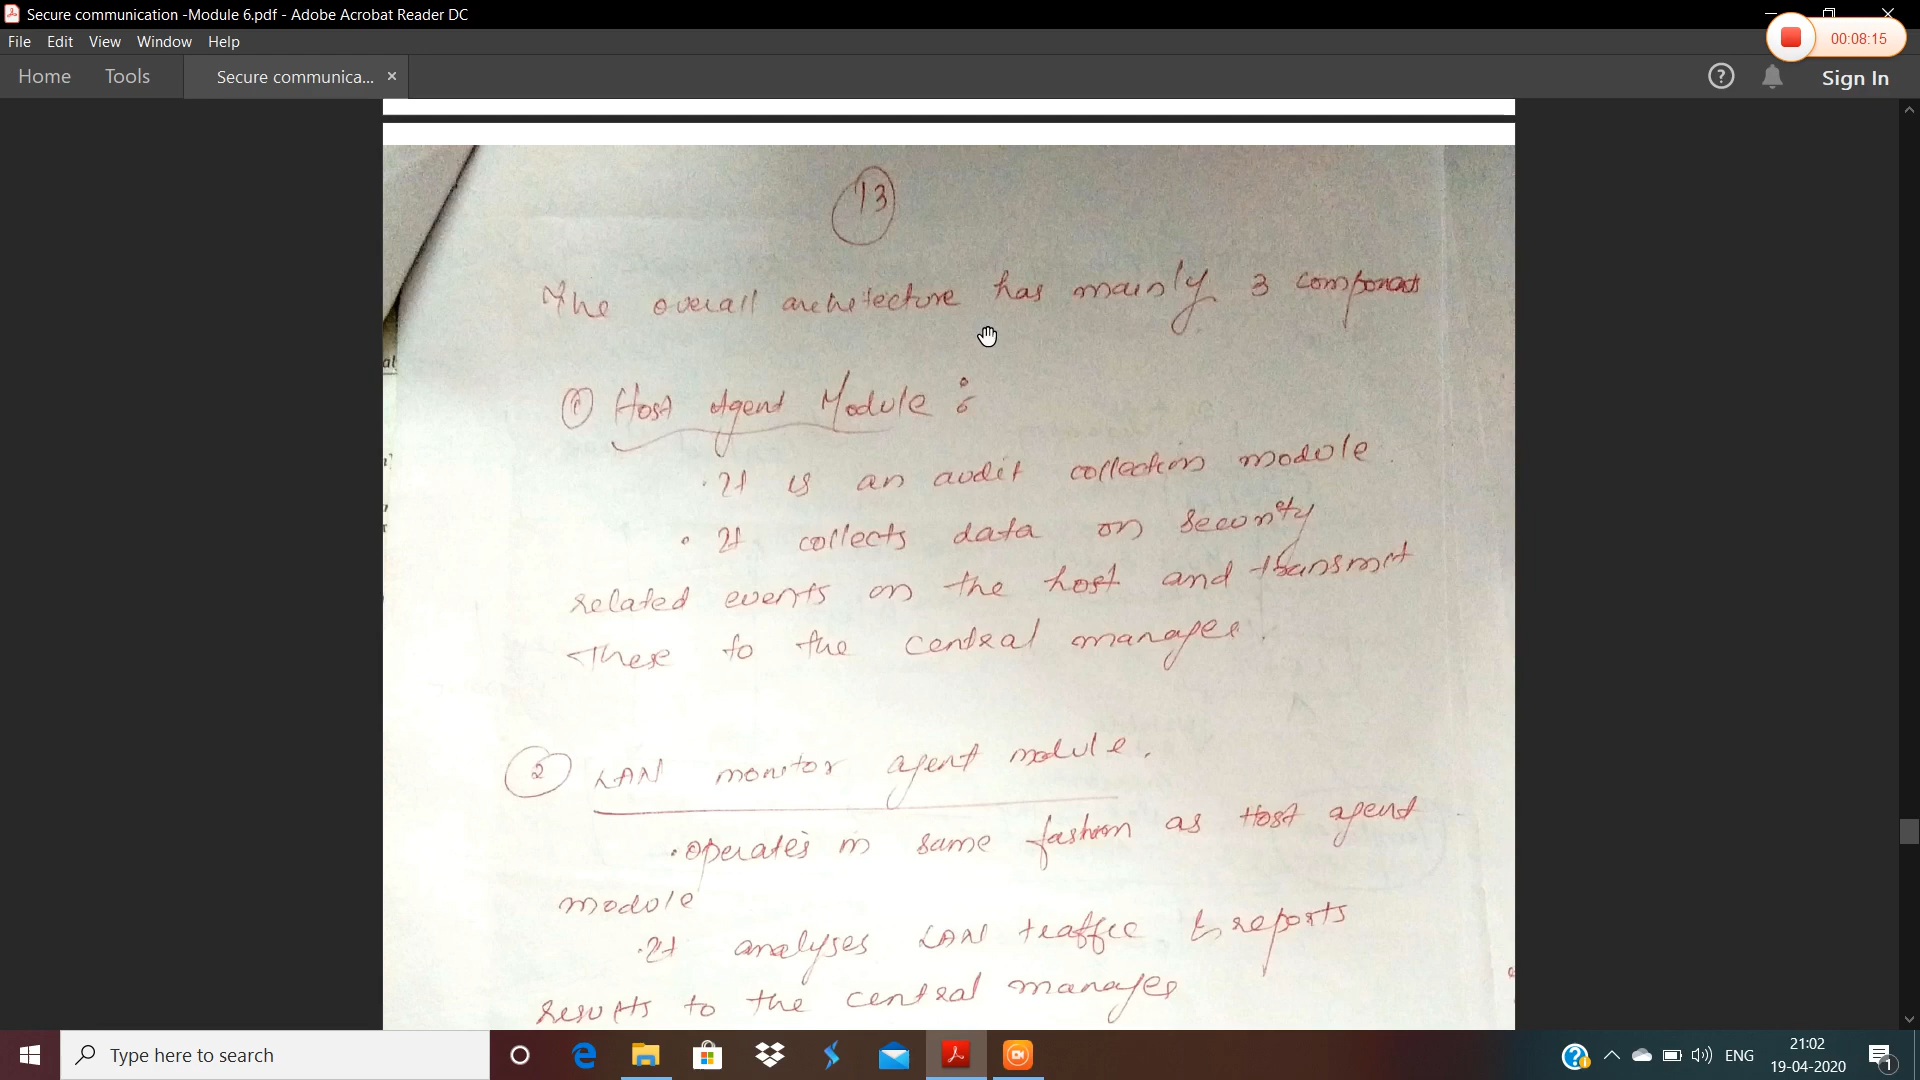 Secure communication -Module 6.pdf - Adobe Acrobat Reader DC
File Edit View Window Help
00:08:15
Home Tools Secure communica... × Sign In
13
The overall architecture has mainly 3 components
al
① Host Agent Module :
. It is an audit collection module.
. It collects data on security
related events on the host and transmit
these to the central manager.
② LAN monitor agent module.
. operates in same fashion as Host agent
module
. It analyses LAN traffic & reports
results to the central manager
Type here to search
ENG
21:02
19-04-2020
1